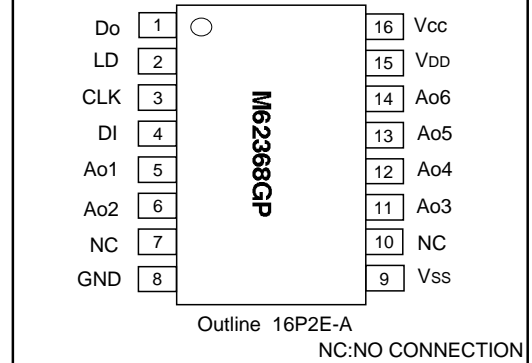 Do 1 16 Vcc
LD 2 15 VDD
CLK 3 14 Ao6
DI 4 13 Ao5
Ao1 5 12 Ao4
Ao2 6 11 Ao3
NC 7 10 NC
GND 8 9 Vss
M62368GP
Outline 16P2E-A
NC:NO CONNECTION